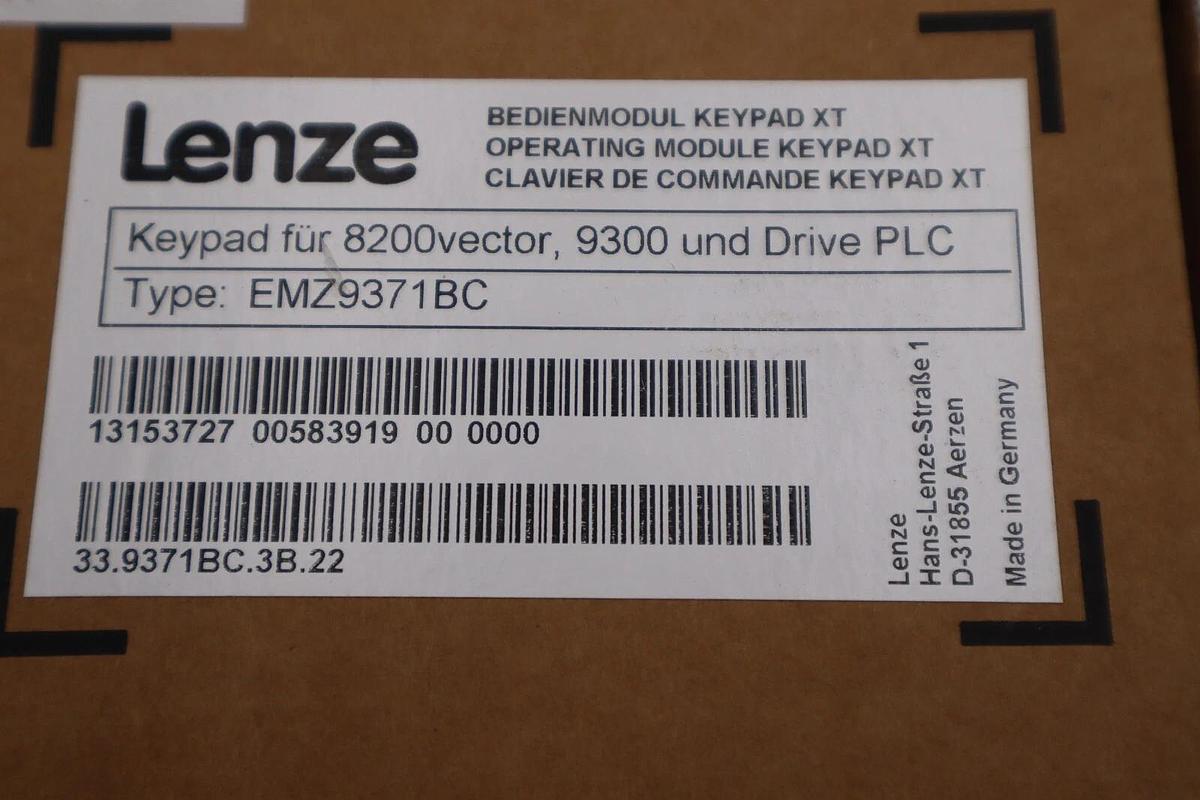 Lenze
BEDIENMODUL KEYPAD XT
OPERATING MODULE KEYPAD XT
CLAVIER DE COMMANDE KEYPAD XT
Keypad für 8200vector, 9300 und Drive PLC
Type: EMZ9371BC
13153727 00583919 00 0000
33.9371BC.3B.22
Lenze
Hans-Lenze-Straße 1
D-31855 Aerzen
Made in Germany